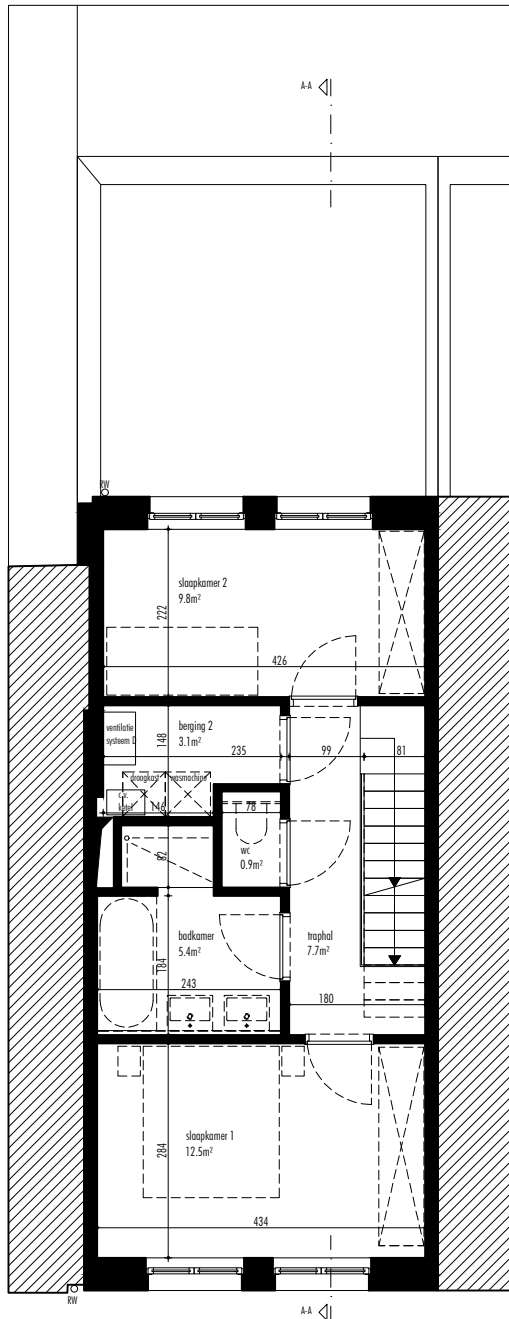 A-A
RW
slaapkamer 2
9.8m²
222
426
ventilatie
systeem D
148
berging 2
3.1m²
235
99
81
droogkast
wasmachine
c.v.
ketel
146
78
82
wc
0.9m²
badkamer
5.4m²
traphal
7.7m²
184
243
180
slaapkamer 1
12.5m²
284
434
RW
A-A